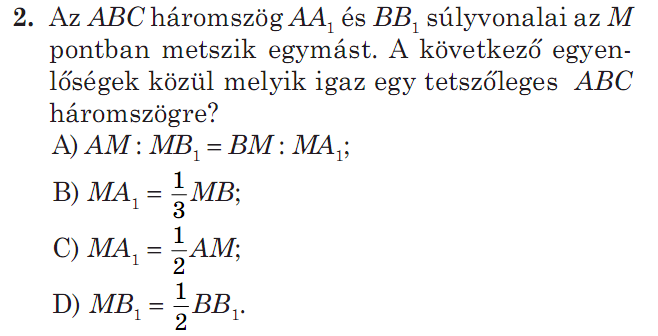 2. Az ABC háromszög AA₁ és BB₁ súlyvonalai az M
pontban metszik egymást. A következő egyen-
lőségek közül melyik igaz egy tetszőleges ABC
háromszögre?
A) AM : MB₁ = BM : MA₁;
B) MA₁ = 1/3 MB;
C) MA₁ = 1/2 AM;
D) MB₁ = 1/2 BB₁.